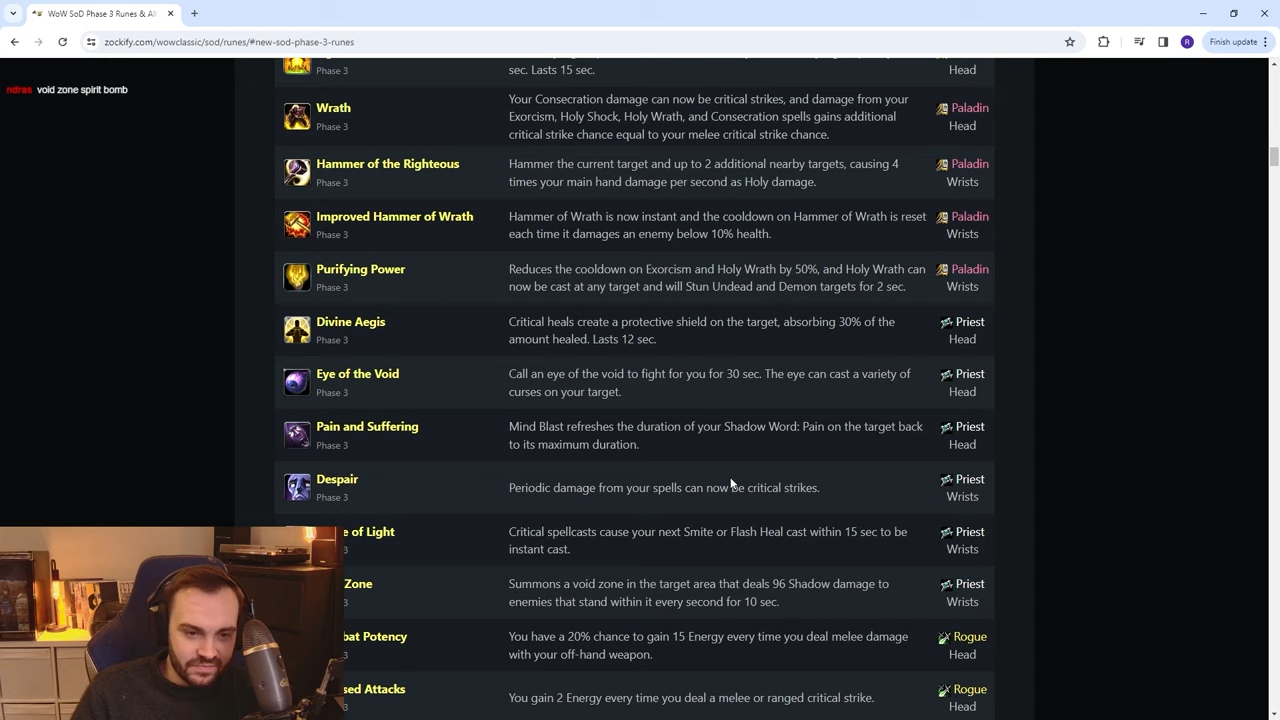 WoW SoD Phase 3 Runes & Al
zockify.com/wowclassic/sod/runes/#new-sod-phase-3-runes
R
Finish update
ndras void zone spirit bomb
Phase 3
sec. Lasts 15 sec.
Head
Wrath
Phase 3
Your Consecration damage can now be critical strikes, and damage from your
Exorcism, Holy Shock, Holy Wrath, and Consecration spells gains additional
critical strike chance equal to your melee critical strike chance.
Paladin
Head
Hammer of the Righteous
Phase 3
Hammer the current target and up to 2 additional nearby targets, causing 4
times your main hand damage per second as Holy damage.
Paladin
Wrists
Improved Hammer of Wrath
Phase 3
Hammer of Wrath is now instant and the cooldown on Hammer of Wrath is reset
each time it damages an enemy below 10% health.
Paladin
Wrists
Purifying Power
Phase 3
Reduces the cooldown on Exorcism and Holy Wrath by 50%, and Holy Wrath can
now be cast at any target and will Stun Undead and Demon targets for 2 sec.
Paladin
Wrists
Divine Aegis
Phase 3
Critical heals create a protective shield on the target, absorbing 30% of the
amount healed. Lasts 12 sec.
Priest
Head
Eye of the Void
Phase 3
Call an eye of the void to fight for you for 30 sec. The eye can cast a variety of
curses on your target.
Priest
Head
Pain and Suffering
Phase 3
Mind Blast refreshes the duration of your Shadow Word: Pain on the target back
to its maximum duration.
Priest
Head
Despair
Phase 3
Periodic damage from your spells can now be critical strikes.
Priest
Wrists
e of Light
3
Critical spellcasts cause your next Smite or Flash Heal cast within 15 sec to be
instant cast.
Priest
Wrists
Zone
3
Summons a void zone in the target area that deals 96 Shadow damage to
enemies that stand within it every second for 10 sec.
Priest
Wrists
bat Potency
3
You have a 20% chance to gain 15 Energy every time you deal melee damage
with your off-hand weapon.
Rogue
Head
sed Attacks
3
You gain 2 Energy every time you deal a melee or ranged critical strike.
Rogue
Head